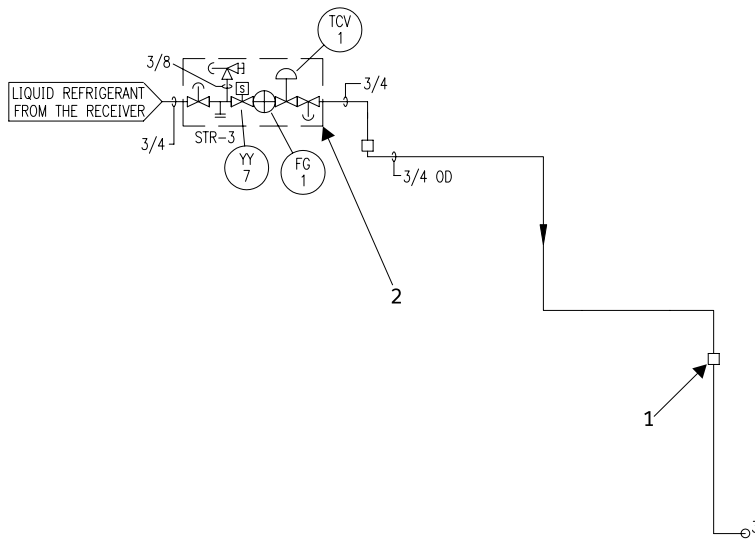 TCV
1
3/8
S
3/4
LIQUID REFRIGERANT
FROM THE RECEIVER
3/4
STR-3
YY
7
FG
1
3/4 OD
2
1